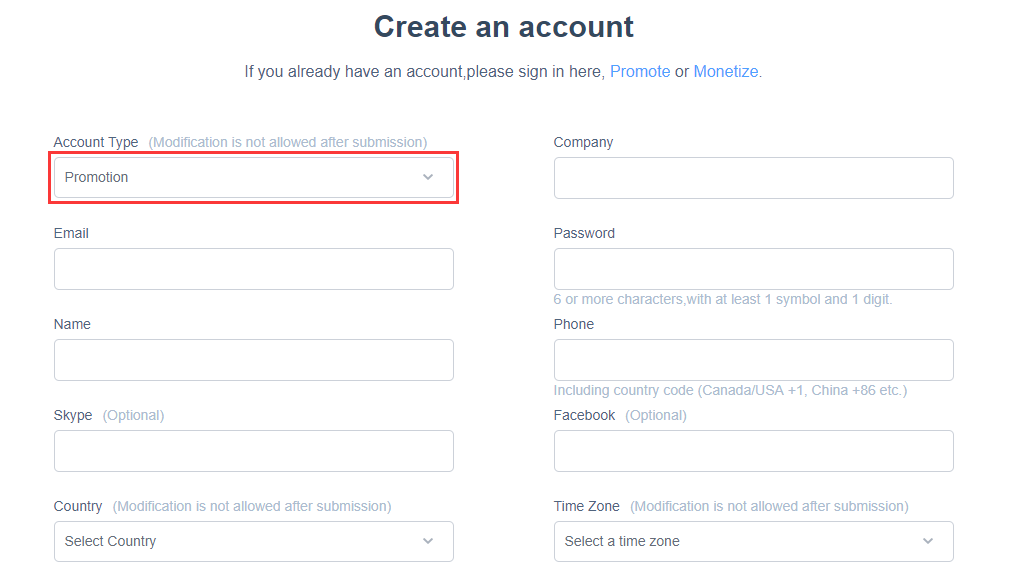 Create an account
If you already have an account,please sign in here, Promote or Monetize.
Account Type (Modification is not allowed after submission)
Company
Promotion
Email
Password
6 or more characters,with at least 1 symbol and 1 digit.
Name
Phone
Including country code (Canada/USA +1, China +86 etc.)
Skype (Optional)
Facebook (Optional)
Country (Modification is not allowed after submission)
Time Zone (Modification is not allowed after submission)
Select Country
Select a time zone